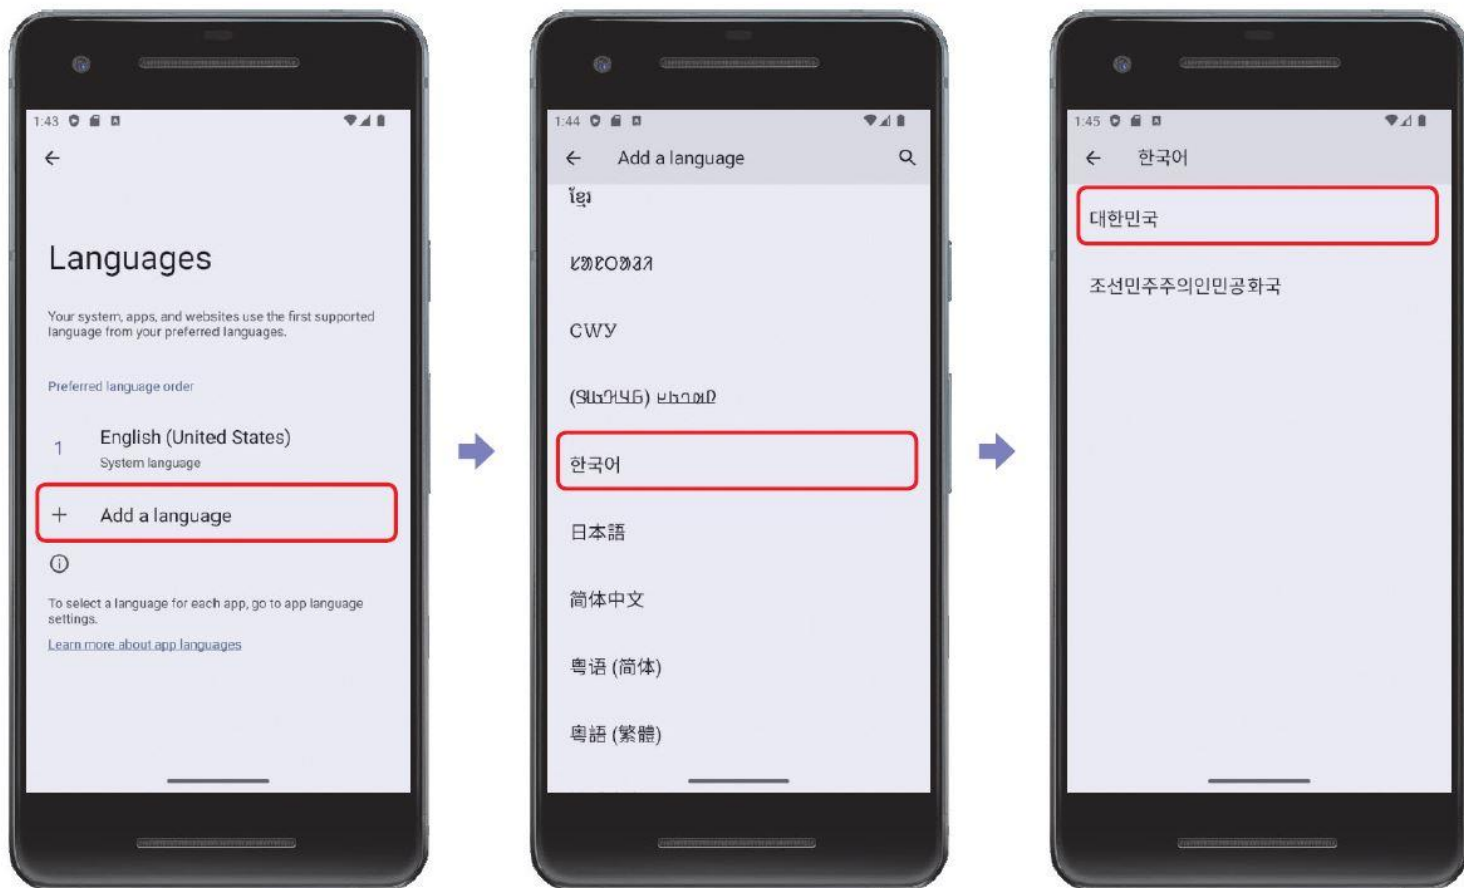 1:43
Languages
Your system, apps, and websites use the first supported
language from your preferred languages.
Preferred language order
1
English (United States)
System language
+ Add a language
To select a language for each app, go to app language
settings.
Learn more about app languages
1:44
Add a language
ខ្មែរ
한국어
日本語
简体中文
粤语 (简体)
粵語 (繁體)
1:45
한국어
대한민국
조선민주주의인민공화국